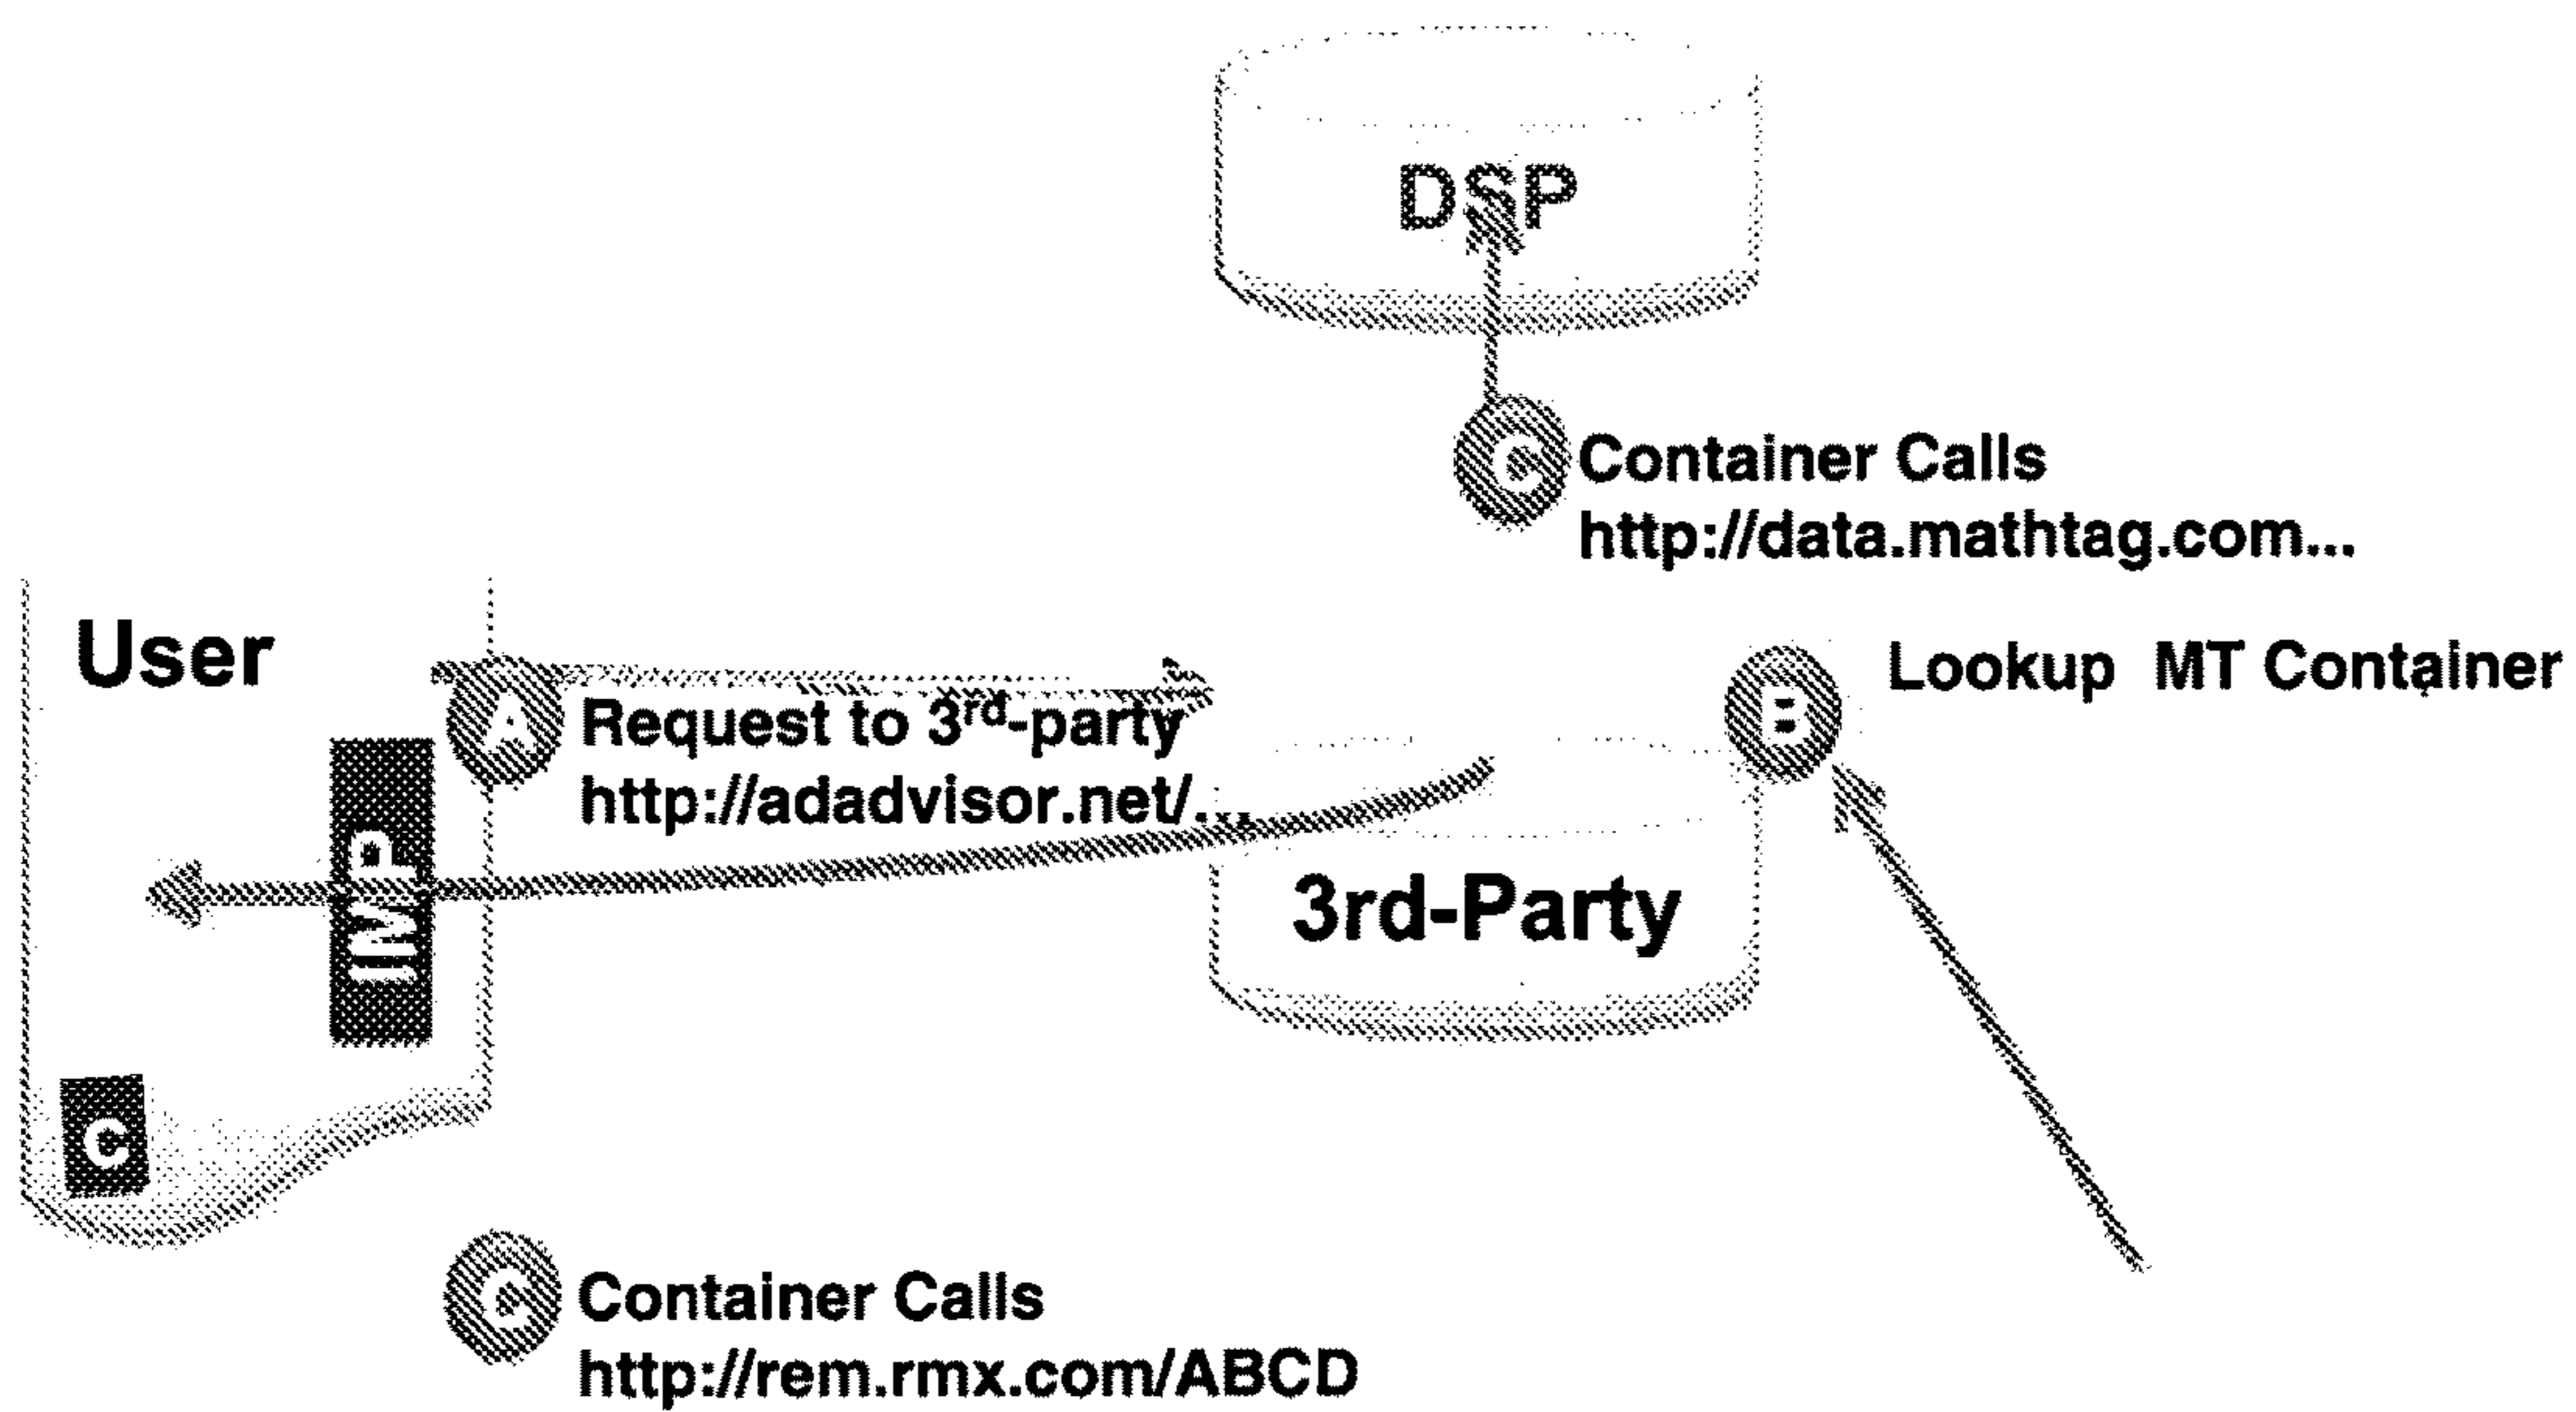 DSP
C Container Calls
http://data.mathtag.com...
User
A Request to 3rd-party
http://adadvisor.net/...
B Lookup MT Container
IMP
3rd-Party
C
C Container Calls
http://rem.rmx.com/ABCD